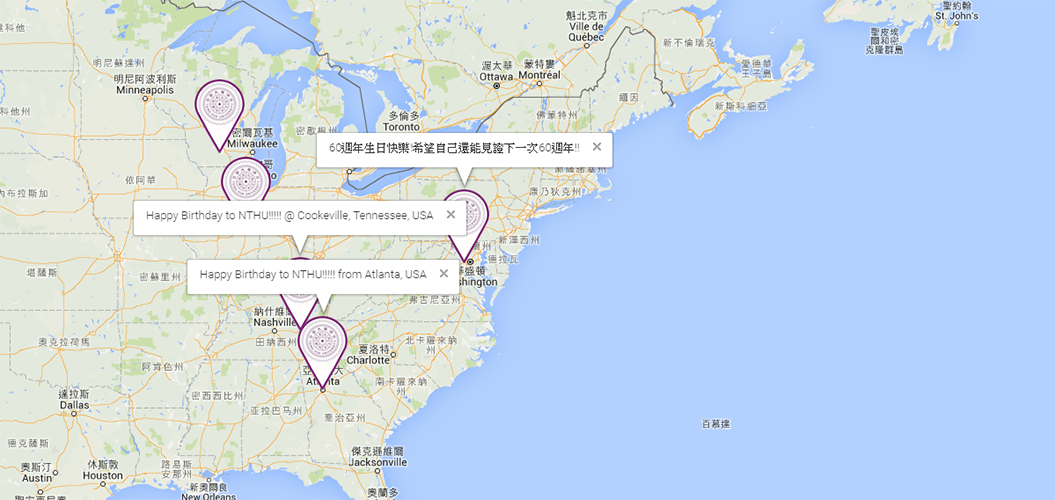 聖約翰
St. John's
魁北克市
Ville de
Québec
聖皮埃
爾和密
克隆群島
新不倫瑞克
愛德華
王子島
明尼蘇達州
明尼阿波利斯
Minneapolis
渥太華
Ottawa
蒙特婁
Montréal
緬因
新斯科細亞
佛蒙特州
多倫多
Toronto
密歇根州
密爾瓦基
Milwaukee
60週年生日快樂!希望自己還能見證下一次60週年!!
愛荷華
康乃狄克州
內布拉斯加
Happy Birthday to NTHU!!!!! @ Cookeville, Tennessee, USA
新澤西州
德拉瓦
堪薩斯
密蘇里州
Happy Birthday to NTHU!!!!! from Atlanta, USA
華盛頓
Washington
弗吉尼亞州
納什維爾
Nashville
田納西州
北卡羅來納
州
奧克拉荷馬
夏洛特
Charlotte
阿肯色州
亞特蘭大
Atlanta
南卡羅來納
州
達拉斯
Dallas
密西西比州
亞拉巴馬州
喬治亞州
百慕達
德克薩斯
傑克遜維爾
Jacksonville
奧斯汀
Austin
休斯敦
Houston
路易斯
安那州
新奧爾良
New Orleans
奧蘭多